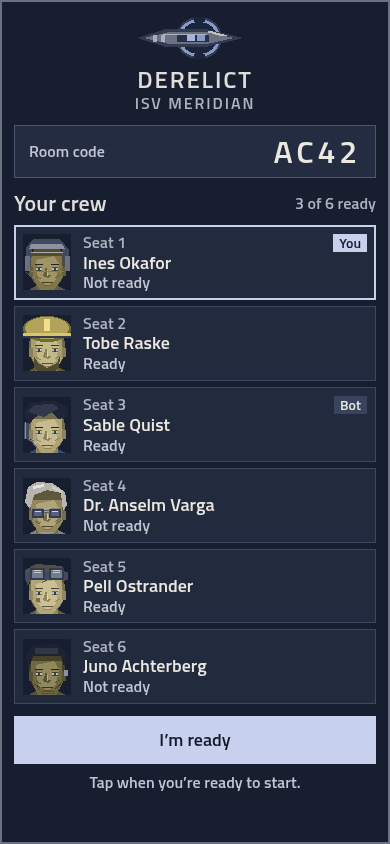 DERELICT
ISV MERIDIAN
Room code AC42
Your crew 3 of 6 ready
Seat 1 You
Ines Okafor
Not ready
Seat 2
Tobe Raske
Ready
Seat 3 Bot
Sable Quist
Ready
Seat 4
Dr. Anselm Varga
Not ready
Seat 5
Pell Ostrander
Ready
Seat 6
Juno Achterberg
Not ready
I’m ready
Tap when you’re ready to start.